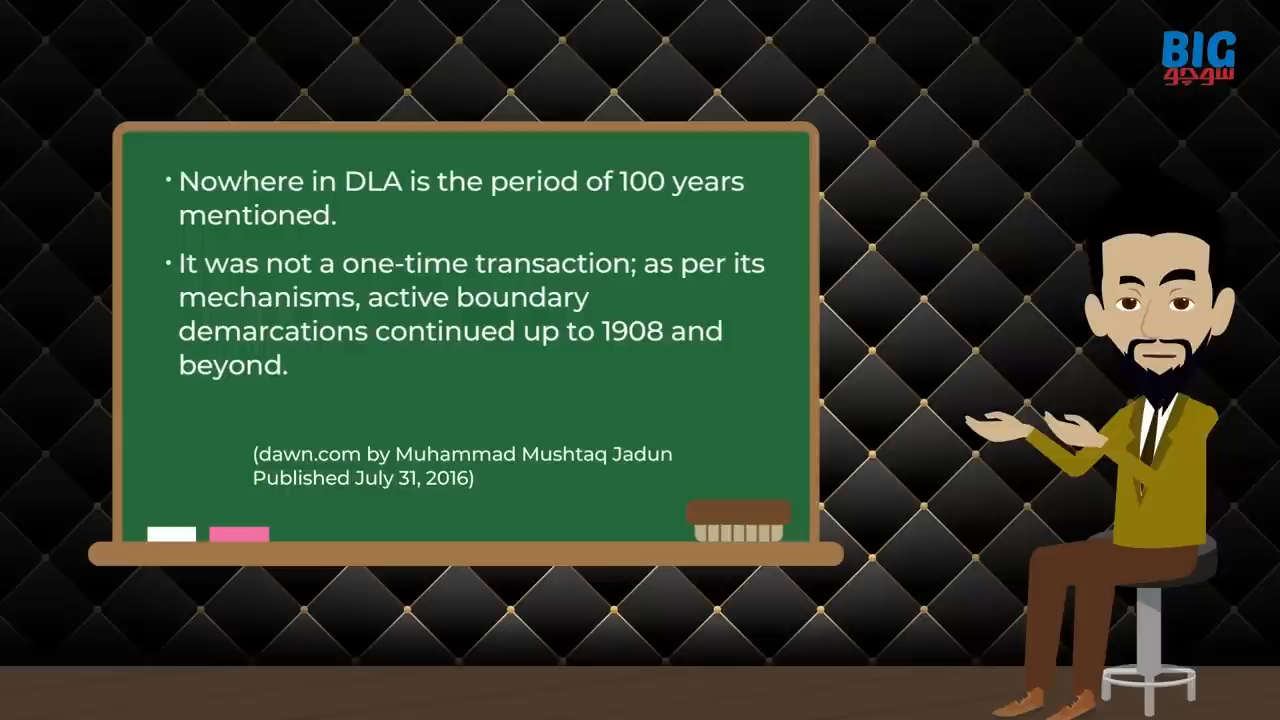 BIG
سوچو
• Nowhere in DLA is the period of 100 years
mentioned.
• It was not a one-time transaction; as per its
mechanisms, active boundary
demarcations continued up to 1908 and
beyond.
(dawn.com by Muhammad Mushtaq Jadun
Published July 31, 2016)